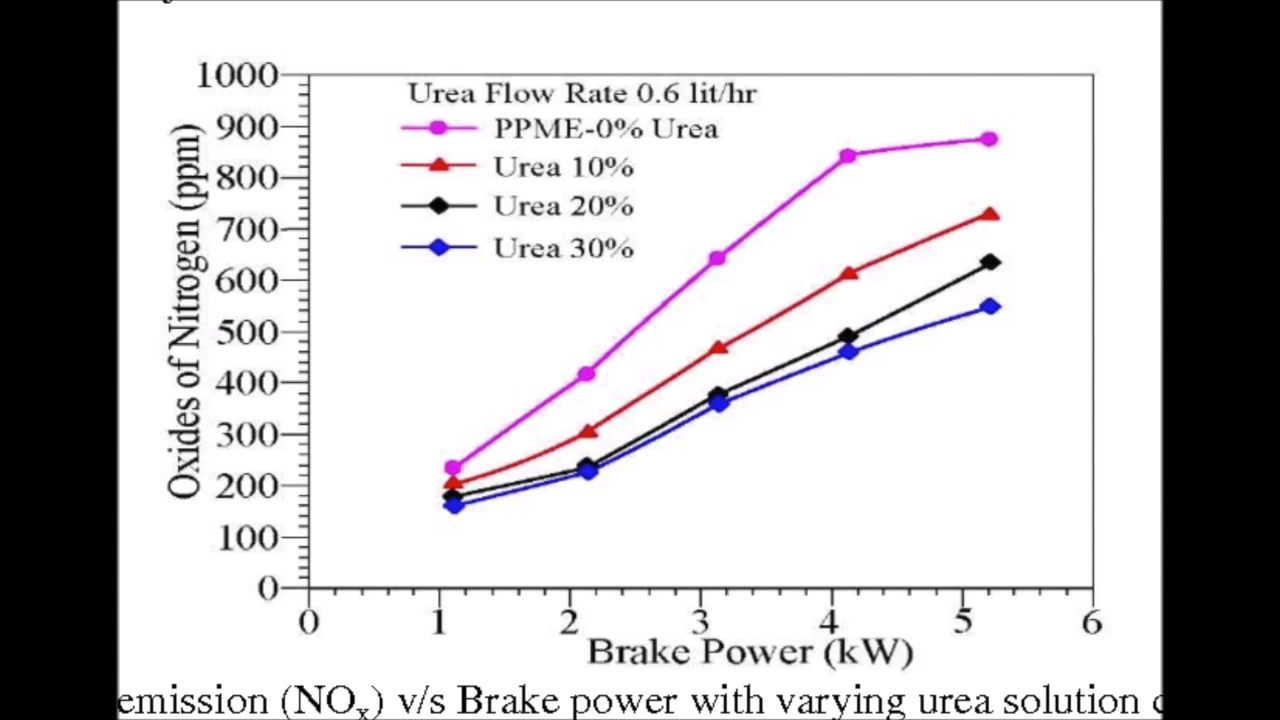 1000
Urea Flow Rate 0.6 lit/hr
900
PPME-0% Urea
800
Urea 10%
700
Urea 20%
600
Urea 30%
500
400
300
200
100
0
Oxides of Nitrogen (ppm)
0 1 2 3 4 5 6
Brake Power (kW)
emission (NOx) v/s Brake power with varying urea solution